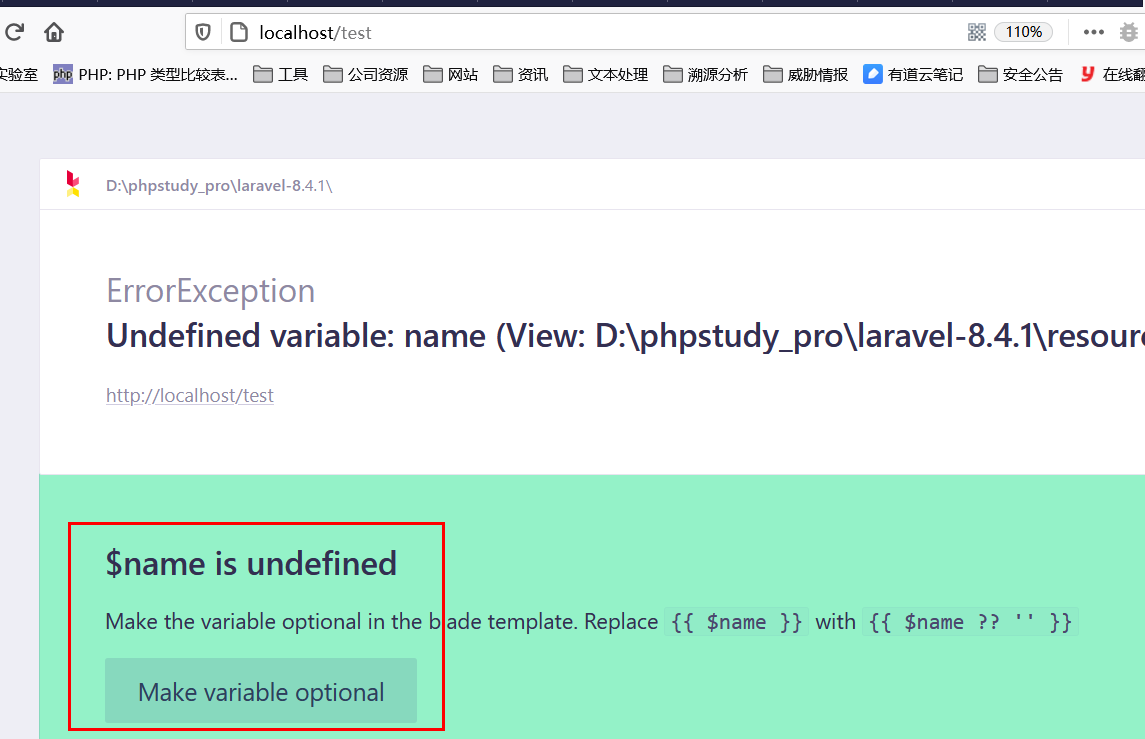 localhost/test
110%
实验室 php PHP: PHP 类型比较表... 工具 公司资源 网站 资讯 文本处理 溯源分析 威胁情报 有道云笔记 安全公告 y 在线翻
D:\phpstudy_pro\laravel-8.4.1\
ErrorException
Undefined variable: name (View: D:\phpstudy_pro\laravel-8.4.1\resour
http://localhost/test
$name is undefined
Make the variable optional in the blade template. Replace {{ $name }} with {{ $name ?? '' }}
Make variable optional